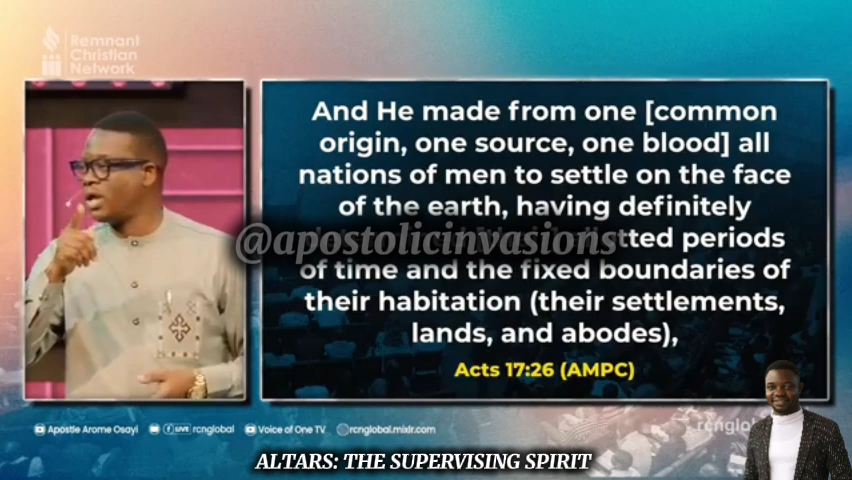 Remnant
Christian
Network
And He made from one [common
origin, one source, one blood] all
nations of men to settle on the face
of the earth, having definitely
@apostolicinvasions
tted periods
of time and the fixed boundaries of
their habitation (their settlements,
lands, and abodes),
Acts 17:26 (AMPC)
Apostle Arome Osayi
LIVE rcnglobal
Voice of One TV
rcnglobal.mixlr.com
rcnglo
ALTARS: THE SUPERVISING SPIRIT